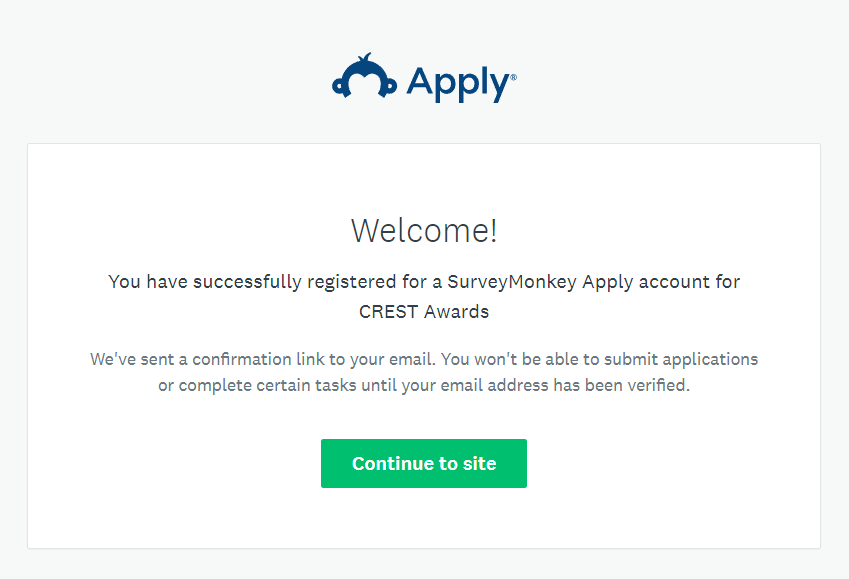 Apply®
Welcome!
You have successfully registered for a SurveyMonkey Apply account for
CREST Awards
We've sent a confirmation link to your email. You won't be able to submit applications
or complete certain tasks until your email address has been verified.
Continue to site